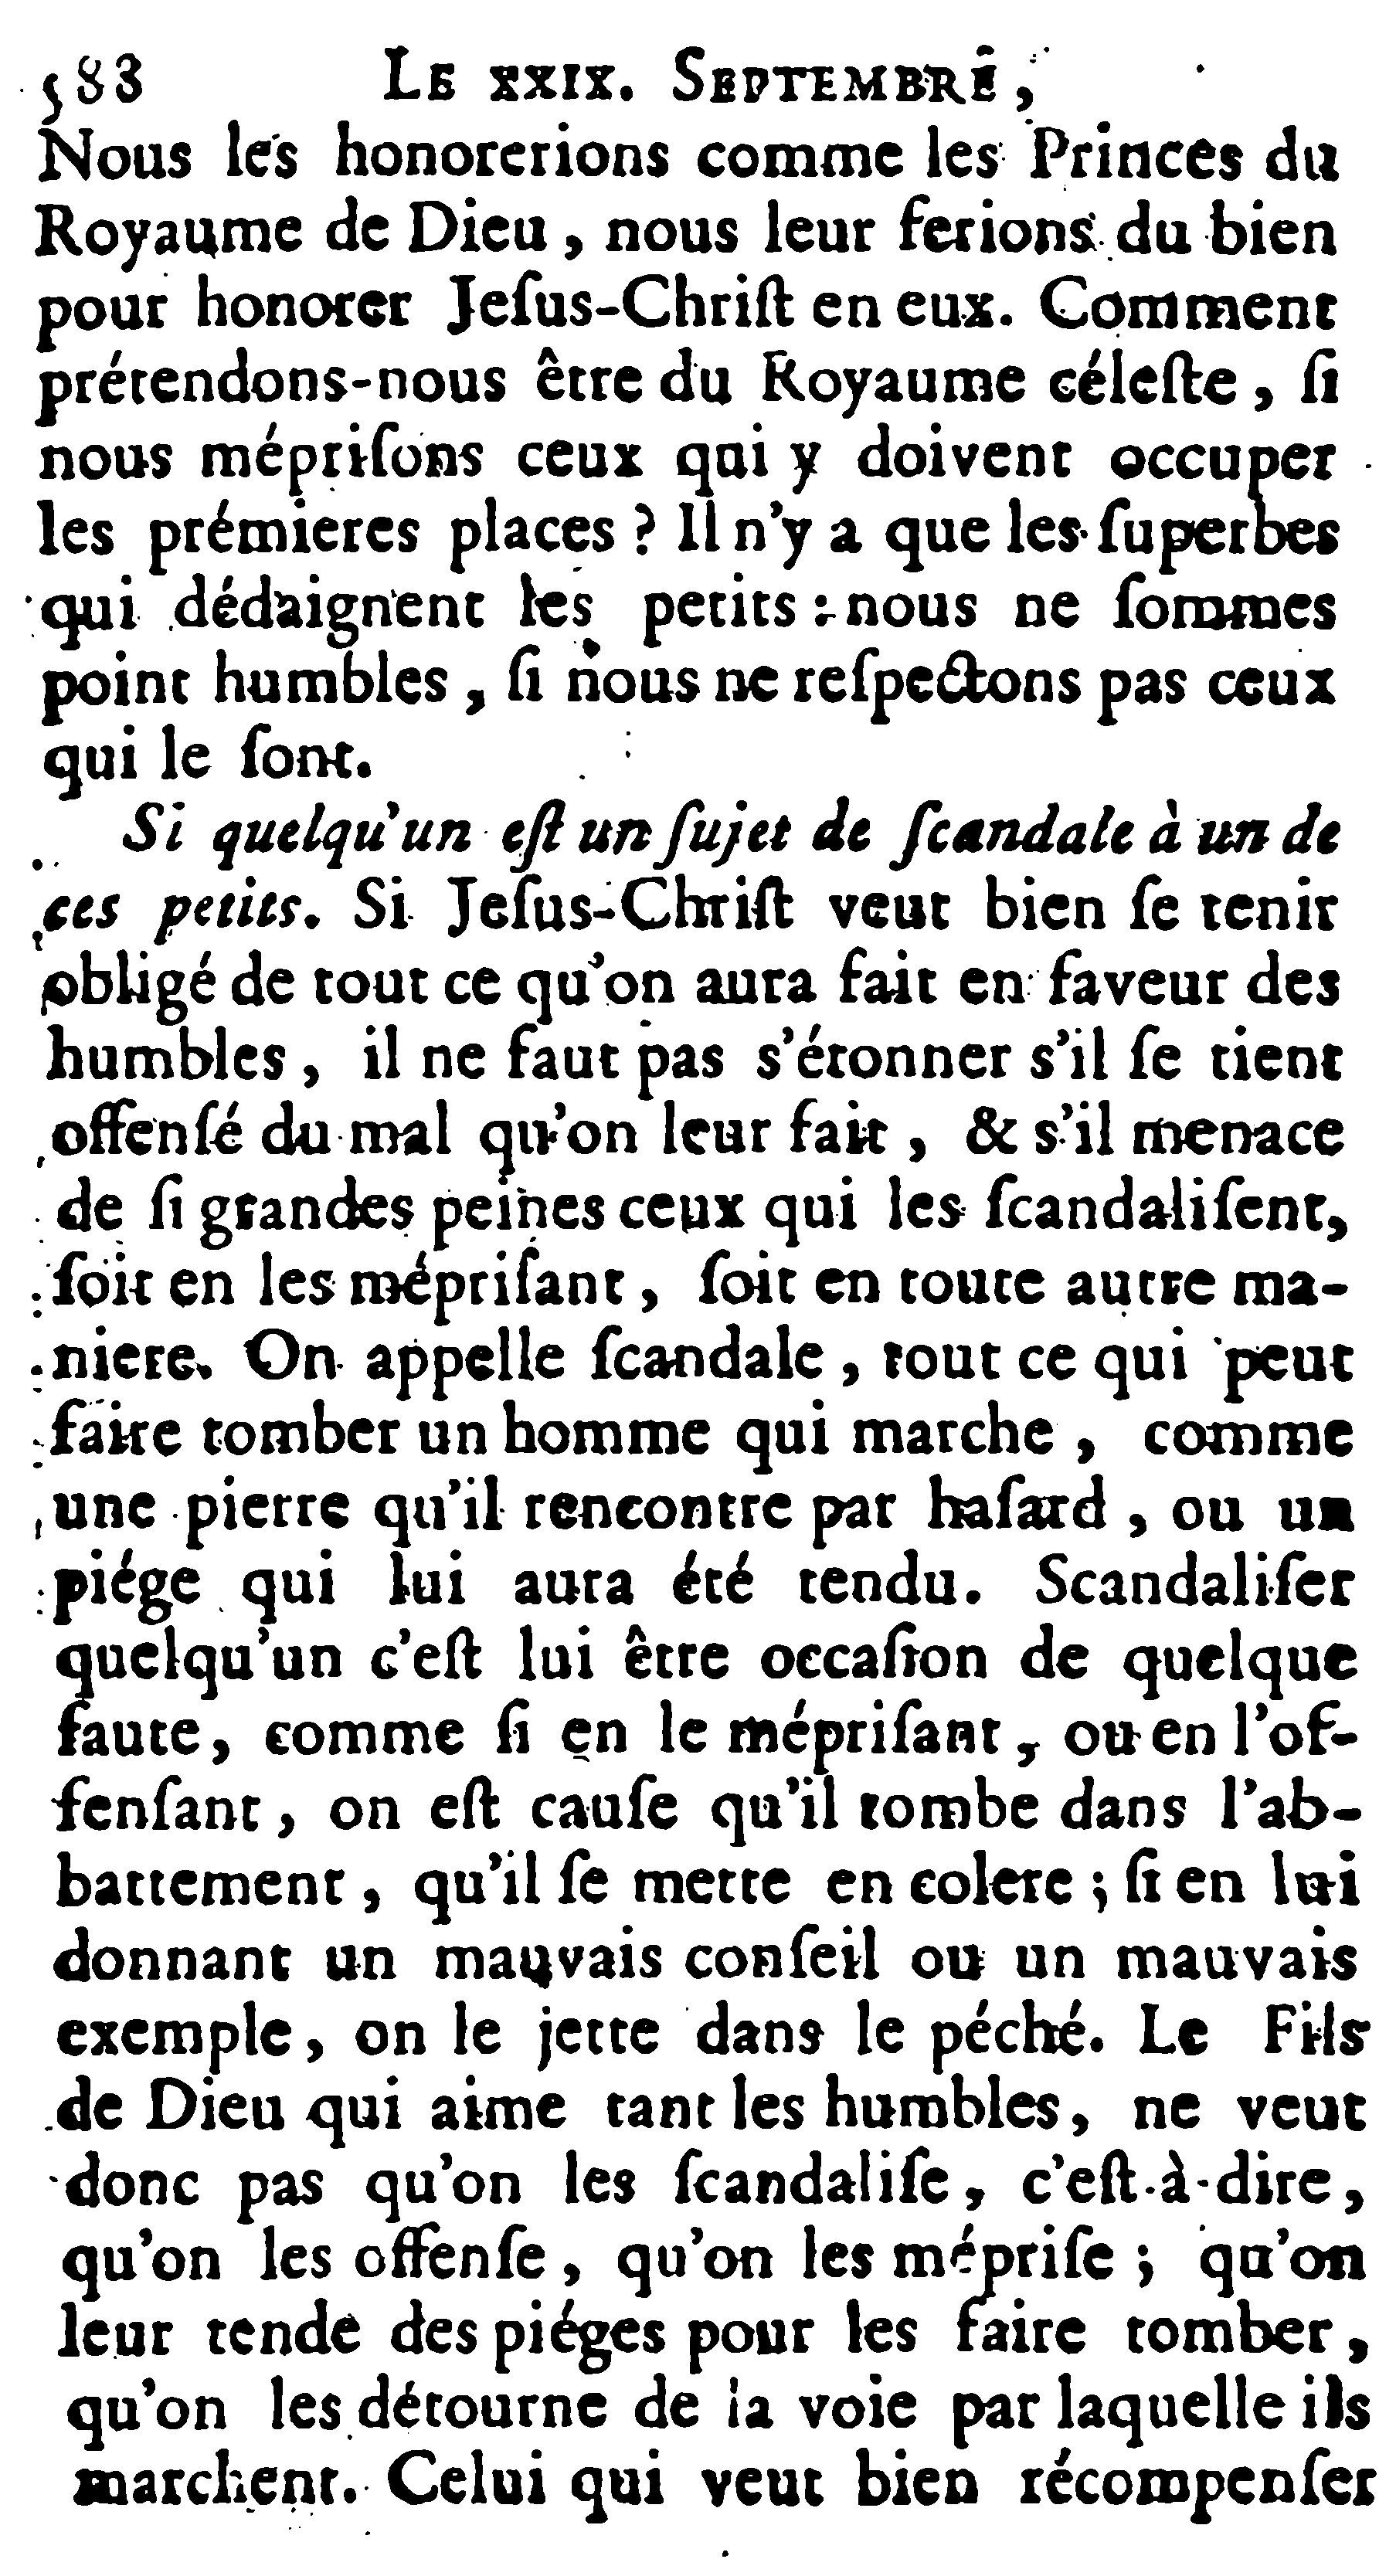 583 LE XXIX. SEPTEMBRE,
Nous les honorerions comme les Princes du
Royaume de Dieu, nous leur ferions du bien
pour honorer Jeſus-Chriſt en eux. Comment
prétendons-nous être du Royaume céleſte, ſi
nous mépriſons ceux qui y doivent occuper
les prémieres places? Il n'y a que les ſuperbes
qui dédaignent les petits : nous ne ſommes
point humbles, ſi nous ne reſpectons pas ceux
qui le ſont.
Si quelqu'un eſt un ſujet de ſcandale à un de
ces petits. Si Jeſus-Chriſt veut bien ſe tenir
obligé de tout ce qu'on aura fait en faveur des
humbles, il ne faut pas s'étonner s'il ſe tient
offenſé du mal qu'on leur fait, & s'il menace
de ſi grandes peines ceux qui les ſcandaliſent,
ſoit en les mépriſant, ſoit en toute autre ma-
niere. On appelle ſcandale, tout ce qui peut
faire tomber un homme qui marche, comme
une pierre qu'il rencontre par haſard, ou un
piége qui lui aura été tendu. Scandaliſer
quelqu'un c'eſt lui être occaſion de quelque
faute, comme ſi en le mépriſant, ou en l'of-
fenſant, on eſt cauſe qu'il tombe dans l'ab-
battement, qu'il ſe mette en colere; ſi en lui
donnant un mauvais conſeil ou un mauvais
exemple, on le jette dans le péché. Le Fils
de Dieu qui aime tant les humbles, ne veut
donc pas qu'on les ſcandaliſe, c'eſt-à-dire,
qu'on les offenſe, qu'on les mépriſe; qu'on
leur tende des piéges pour les faire tomber,
qu'on les détourne de la voie par laquelle ils
marchent. Celui qui veut bien récompenſer